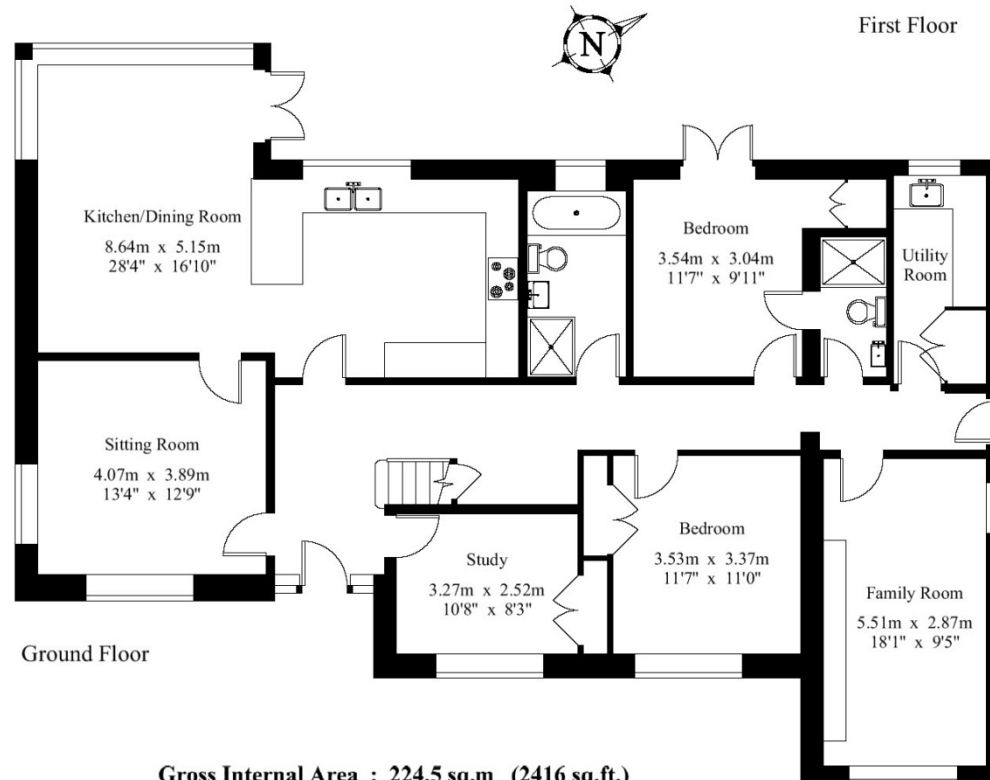 First Floor
N
Kitchen/Dining Room
8.64m x 5.15m
28'4" x 16'10"
Bedroom
3.54m x 3.04m
11'7" x 9'11"
Utility
Room
Sitting Room
4.07m x 3.89m
13'4" x 12'9"
Study
3.27m x 2.52m
10'8" x 8'3"
Bedroom
3.53m x 3.37m
11'7" x 11'0"
Family Room
5.51m x 2.87m
18'1" x 9'5"
Ground Floor
Gross Internal Area : 224.5 sq.m (2416 sq.ft.)